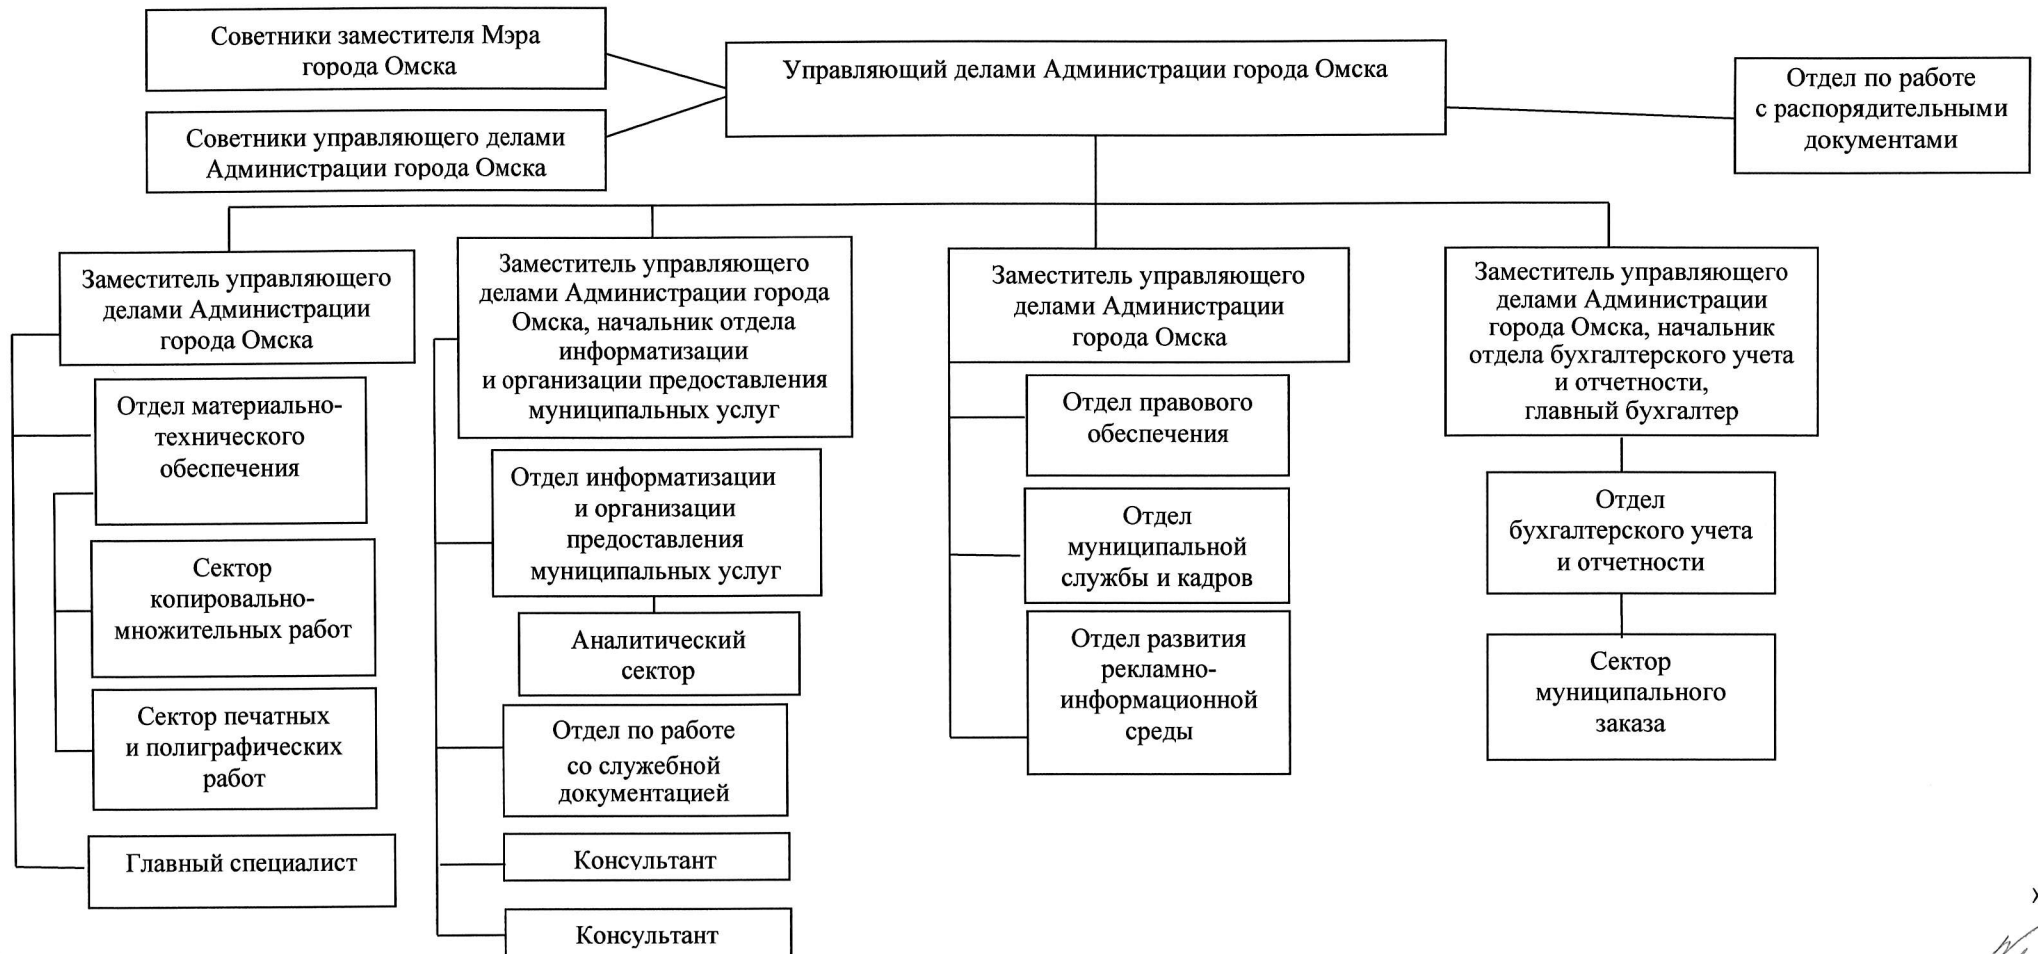 Советники заместителя Мэра
города Омска
Управляющий делами Администрации города Омска
Отдел по работе
с распорядительными
документами
Советники управляющего делами
Администрации города Омска
Заместитель управляющего
делами Администрации
города Омска
Отдел материально-
технического
обеспечения
Сектор
копировально-
множительных работ
Сектор печатных
и полиграфических
работ
Главный специалист
Заместитель управляющего
делами Администрации города
Омска, начальник отдела
информатизации
и организации предоставления
муниципальных услуг
Отдел информатизации
и организации
предоставления
муниципальных услуг
Аналитический
сектор
Отдел по работе
со служебной
документацией
Консультант
Консультант
Заместитель управляющего
делами Администрации
города Омска
Отдел правового
обеспечения
Отдел
муниципальной
службы и кадров
Отдел развития
рекламно-
информационной
среды
Заместитель управляющего
делами Администрации
города Омска, начальник
отдела бухгалтерского учета
и отчетности,
главный бухгалтер
Отдел
бухгалтерского учета
и отчетности
Сектор
муниципального
заказа